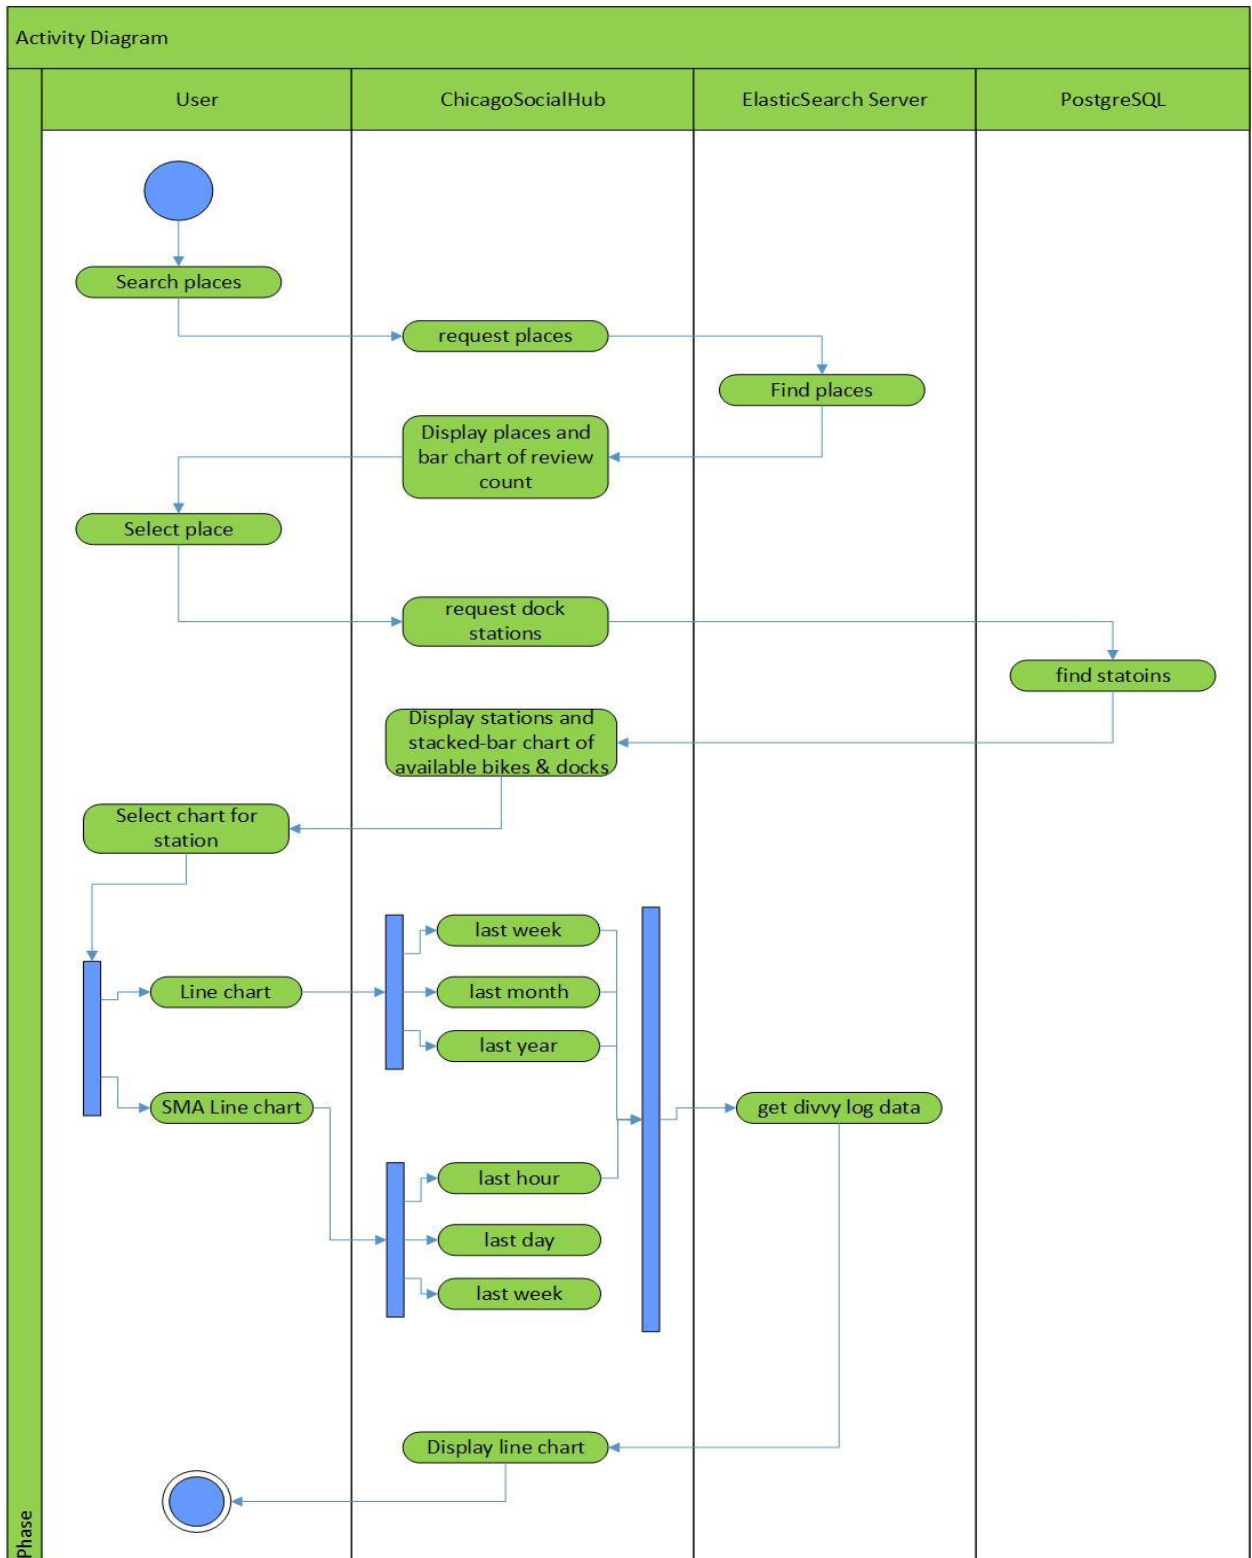 Activity Diagram
User
ChicagoSocialHub
ElasticSearch Server
PostgreSQL
Search places
request places
Find places
Display places and
bar chart of review
count
Select place
request dock
stations
find statoins
Display stations and
stacked-bar chart of
available bikes & docks
Select chart for
station
last week
Line chart
last month
last year
SMA Line chart
get divvy log data
last hour
last day
last week
Display line chart
Phase